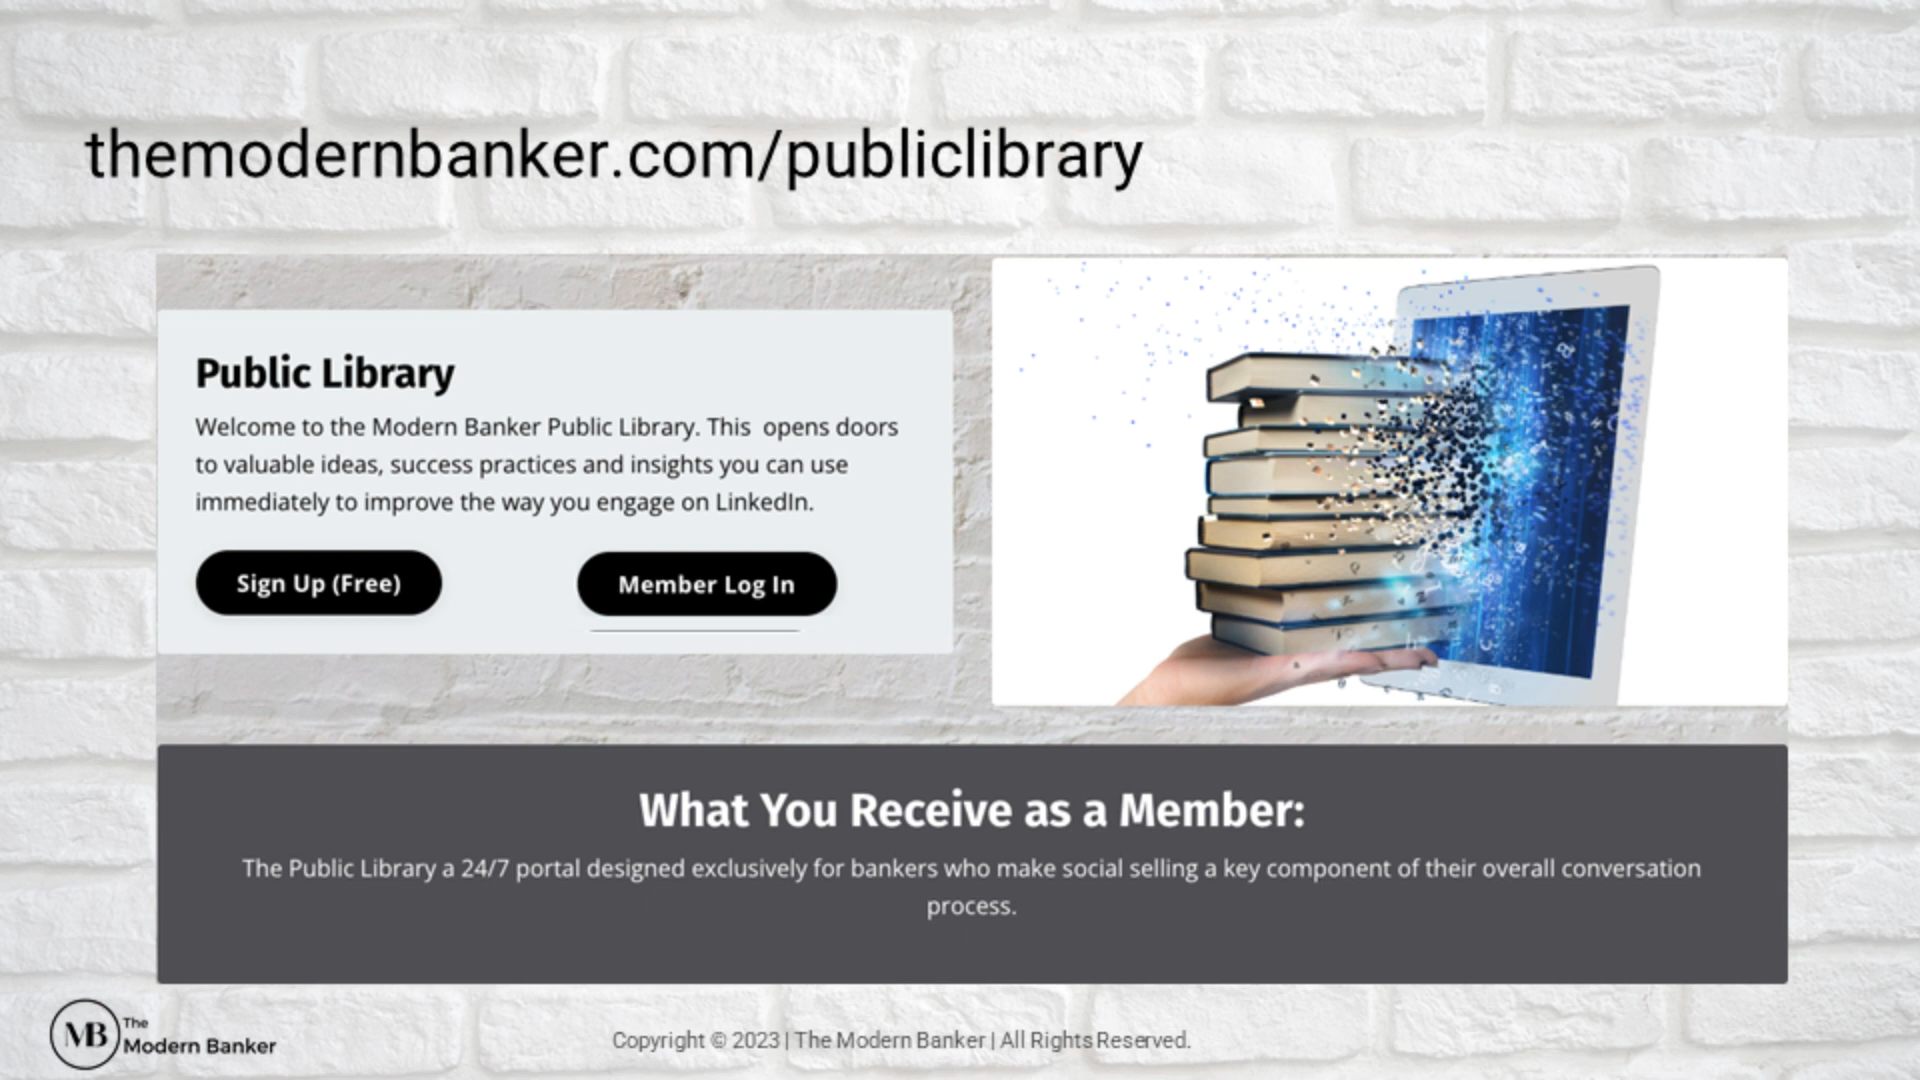 themodernbanker.com/publiclibrary
Public Library
Welcome to the Modern Banker Public Library. This  opens doors
to valuable ideas, success practices and insights you can use
immediately to improve the way you engage on LinkedIn.
Sign Up (Free)
Member Log In
What You Receive as a Member:
The Public Library a 24/7 portal designed exclusively for bankers who make social selling a key component of their overall conversation
process.
MB The
Modern Banker
Copyright © 2023 | The Modern Banker | All Rights Reserved.